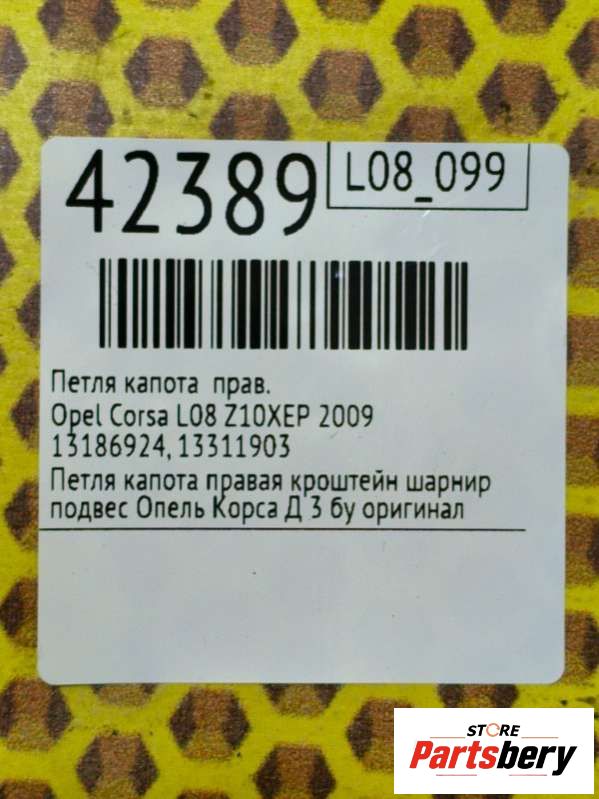 42389
L08_099
Петля капота прав.
Opel Corsa L08 Z10XEP 2009
13186924, 13311903
Петля капота правая кроштейн шарнир
подвес Опель Корса Д 3 бу оригинал
STORE
Partsbery